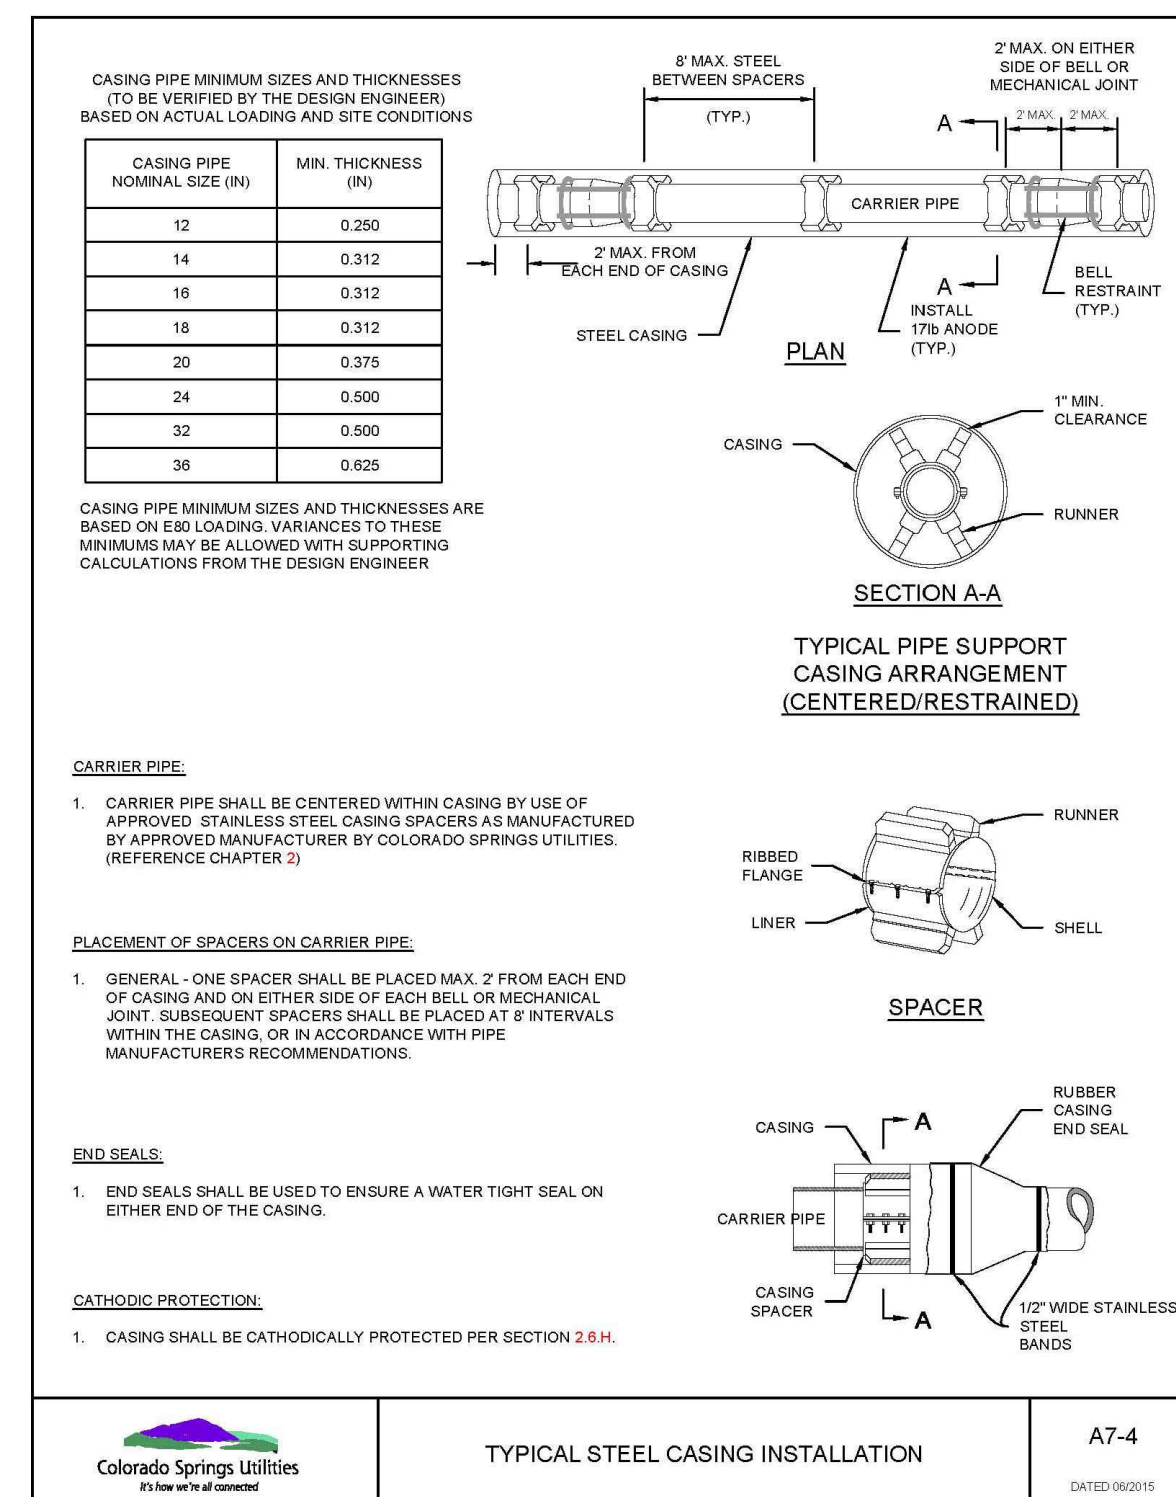 CASING PIPE MINIMUM SIZES AND THICKNESSES
(TO BE VERIFIED BY THE DESIGN ENGINEER)
BASED ON ACTUAL LOADING AND SITE CONDITIONS
CASING PIPE NOMINAL SIZE (IN) MIN. THICKNESS (IN)
12 0.250
14 0.312
16 0.312
18 0.312
20 0.375
24 0.500
32 0.500
36 0.625
CASING PIPE MINIMUM SIZES AND THICKNESSES ARE
BASED ON E80 LOADING. VARIANCES TO THESE
MINIMUMS MAY BE ALLOWED WITH SUPPORTING
CALCULATIONS FROM THE DESIGN ENGINEER
8' MAX. STEEL
BETWEEN SPACERS
(TYP.)
2' MAX. ON EITHER
SIDE OF BELL OR
MECHANICAL JOINT
2' MAX. 2' MAX.
A
CARRIER PIPE
2' MAX. FROM
EACH END OF CASING
A
STEEL CASING
INSTALL
17lb ANODE
(TYP.)
BELL
RESTRAINT
(TYP.)
PLAN
1" MIN.
CLEARANCE
CASING
RUNNER
SECTION A-A
TYPICAL PIPE SUPPORT
CASING ARRANGEMENT
(CENTERED/RESTRAINED)
CARRIER PIPE:
1. CARRIER PIPE SHALL BE CENTERED WITHIN CASING BY USE OF
APPROVED STAINLESS STEEL CASING SPACERS AS MANUFACTURED
BY APPROVED MANUFACTURER BY COLORADO SPRINGS UTILITIES.
(REFERENCE CHAPTER 2)
PLACEMENT OF SPACERS ON CARRIER PIPE:
1. GENERAL - ONE SPACER SHALL BE PLACED MAX. 2' FROM EACH END
OF CASING AND ON EITHER SIDE OF EACH BELL OR MECHANICAL
JOINT. SUBSEQUENT SPACERS SHALL BE PLACED AT 8' INTERVALS
WITHIN THE CASING, OR IN ACCORDANCE WITH PIPE
MANUFACTURERS RECOMMENDATIONS.
END SEALS:
1. END SEALS SHALL BE USED TO ENSURE A WATER TIGHT SEAL ON
EITHER END OF THE CASING.
CATHODIC PROTECTION:
1. CASING SHALL BE CATHODICALLY PROTECTED PER SECTION 2.6.H.
RUNNER
RIBBED
FLANGE
LINER
SHELL
SPACER
RUBBER
CASING
END SEAL
CASING
A
CARRIER PIPE
CASING
SPACER
A
1/2" WIDE STAINLESS
STEEL
BANDS
Colorado Springs Utilities
It's how we're all connected
TYPICAL STEEL CASING INSTALLATION
A7-4
DATED 06/2015